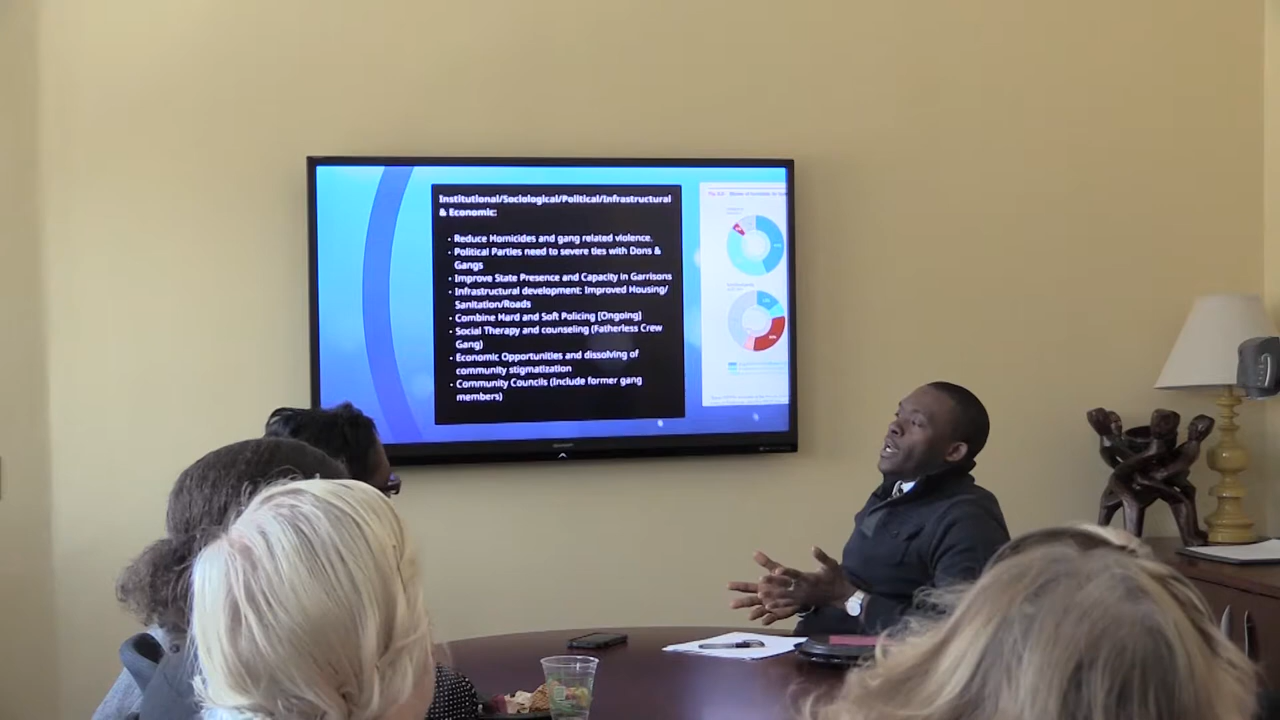 Institutional/Sociological/Political/Infrastructural
& Economic:
• Reduce Homicides and gang related violence.
• Political Parties need to severe ties with Dons &
Gangs
• Improve State Presence and Capacity in Garrisons
• Infrastructural development: Improved Housing/
Sanitation/Roads
• Combine Hard and Soft Policing [Ongoing]
• Social Therapy and counseling (Fatherless Crew
Gang)
• Economic Opportunities and dissolving of
community stigmatization
• Community Councils (Include former gang
members)